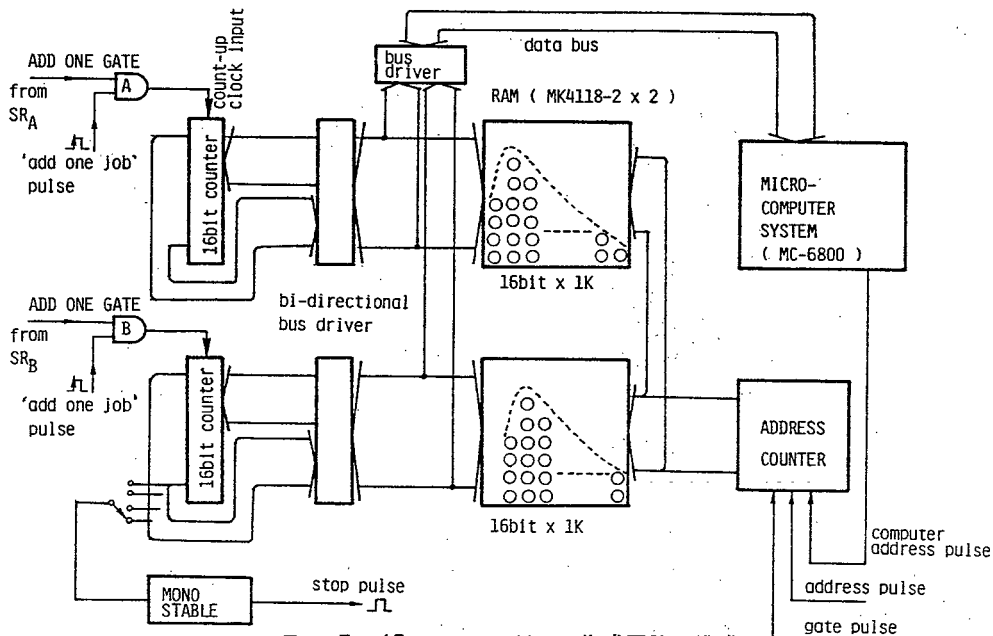 ADD ONE GATE
from
SRA
A
'add one job'
pulse
count-up
clock input
16bit counter
bus
driver
data bus
RAM ( MK4118-2 x 2 )
16bit x 1K
MICRO-
COMPUTER
SYSTEM
( MC-6800 )
bi-directional
bus driver
ADD ONE GATE
from
SRB
B
'add one job'
pulse
16bit counter
16bit x 1K
ADDRESS
COUNTER
computer
address pulse
address pulse
gate pulse
MONO
STABLE
stop pulse